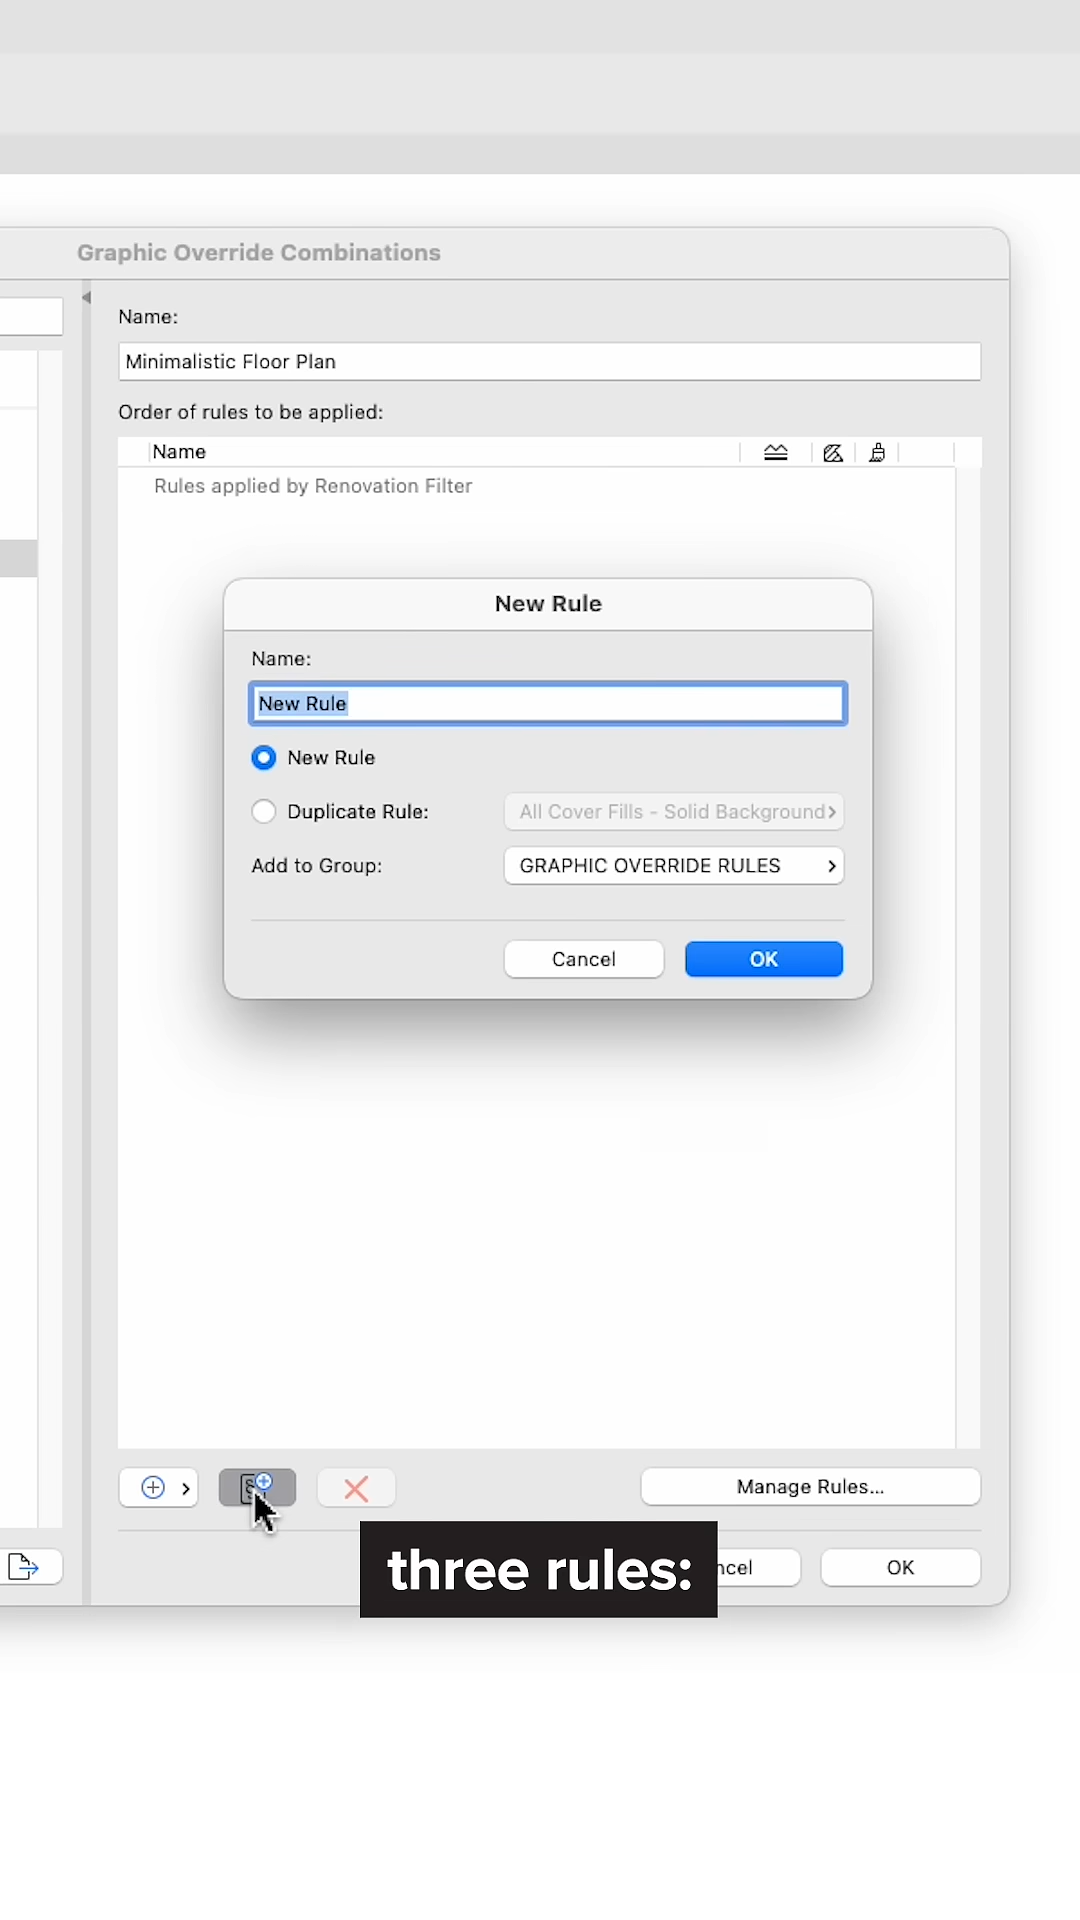 Graphic Override Combinations
Name:
Minimalistic Floor Plan
Order of rules to be applied:
Name
Rules applied by Renovation Filter
New Rule
Name:
New Rule
New Rule
Duplicate Rule: All Cover Fills - Solid Background
Add to Group: GRAPHIC OVERRIDE RULES
Cancel OK
Manage Rules...
three rules:
ncel OK